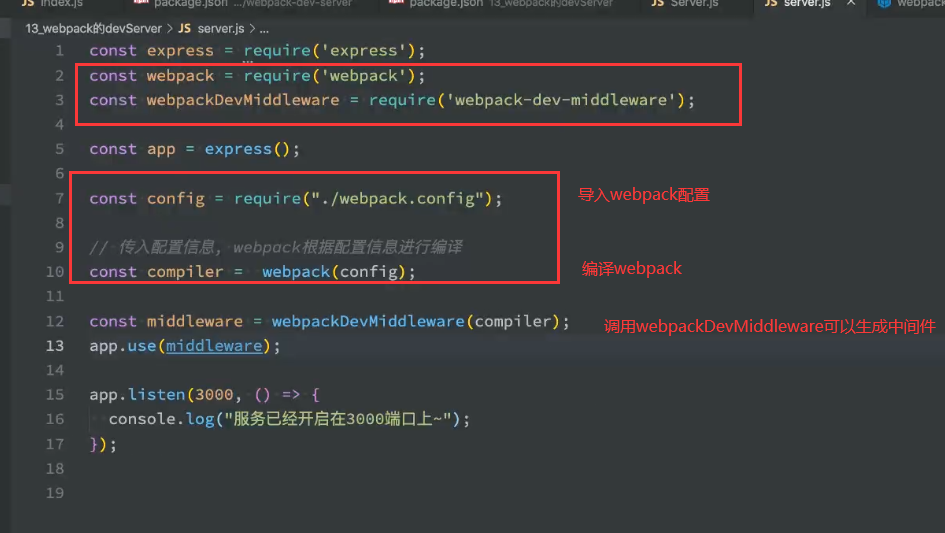 JS index.js package.json .../webpack-dev-server package.json 13_webpack的devServer JS Server.js JS server.js × webpack
13_webpack的devServer > JS server.js > ...
1 const express = require('express');
2 const webpack = require('webpack');
3 const webpackDevMiddleware = require('webpack-dev-middleware');
4
5 const app = express();
6
7 const config = require("./webpack.config"); 导入webpack配置
8
9 // 传入配置信息, webpack根据配置信息进行编译
10 const compiler = webpack(config); 编译webpack
11
12 const middleware = webpackDevMiddleware(compiler); 调用webpackDevMiddleware可以生成中间件
13 app.use(middleware);
14
15 app.listen(3000, () => {
16 console.log("服务已经开启在3000端口上~");
17 });
18
19